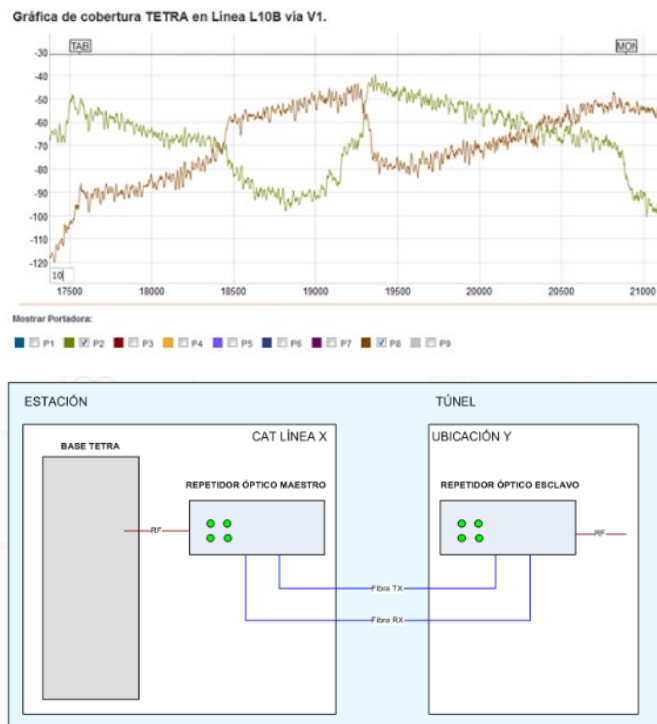 Gráfica de cobertura TETRA en Línea L10B vía V1.
TAB MON
-30
-40
-50
-60
-70
-80
-90
-100
-110
-120
10
17500 18000 18500 19000 19500 20000 20500 21000
Mostrar Portadora:
P1 P2 P3 P4 P5 P6 P7 P8 P9
ESTACIÓN TÚNEL
CAT LÍNEA X UBICACIÓN Y
BASE TETRA
REPETIDOR ÓPTICO MAESTRO REPETIDOR ÓPTICO ESCLAVO
RF RF
Fibra TX
Fibra RX